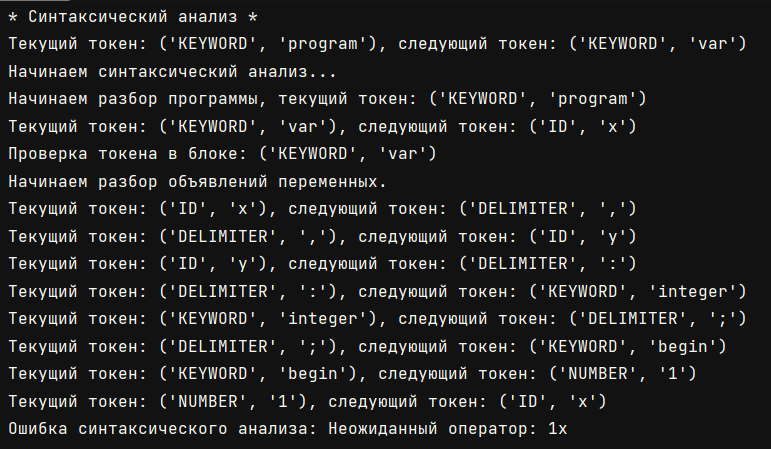 * Синтаксический анализ *
Текущий токен: ('KEYWORD', 'program'), следующий токен: ('KEYWORD', 'var')
Начинаем синтаксический анализ...
Начинаем разбор программы, текущий токен: ('KEYWORD', 'program')
Текущий токен: ('KEYWORD', 'var'), следующий токен: ('ID', 'x')
Проверка токена в блоке: ('KEYWORD', 'var')
Начинаем разбор объявлений переменных.
Текущий токен: ('ID', 'x'), следующий токен: ('DELIMITER', ',')
Текущий токен: ('DELIMITER', ','), следующий токен: ('ID', 'y')
Текущий токен: ('ID', 'y'), следующий токен: ('DELIMITER', ':')
Текущий токен: ('DELIMITER', ':'), следующий токен: ('KEYWORD', 'integer')
Текущий токен: ('KEYWORD', 'integer'), следующий токен: ('DELIMITER', ';')
Текущий токен: ('DELIMITER', ';'), следующий токен: ('KEYWORD', 'begin')
Текущий токен: ('KEYWORD', 'begin'), следующий токен: ('NUMBER', '1')
Текущий токен: ('NUMBER', '1'), следующий токен: ('ID', 'x')
Ошибка синтаксического анализа: Неожиданный оператор: 1x